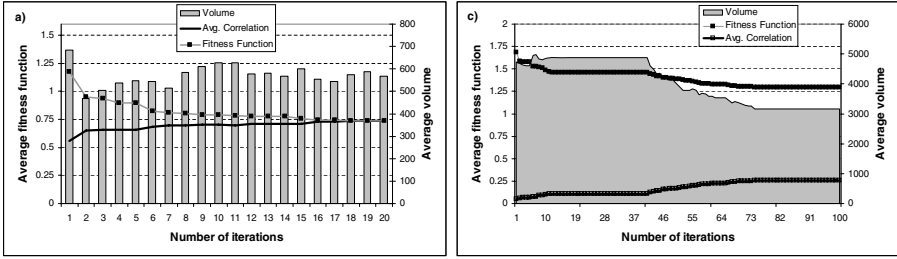 a)
Volume
Avg. Correlation
Fitness Function
Average fitness function
1.5
1.25
1
0.75
0.5
0.25
0
800
700
600
500
400
300
200
100
0
Average volume
1 2 3 4 5 6 7 8 9 10 11 12 13 14 15 16 17 18 19 20
Number of iterations
c)
Volume
Fitness Function
Avg. Correlation
Average fitness function
2
1.75
1.5
1.25
1
0.75
0.5
0.25
0
6000
5000
4000
3000
2000
1000
0
Average volume
1 10 19 28 37 46 55 64 73 82 91 100
Number of iterations